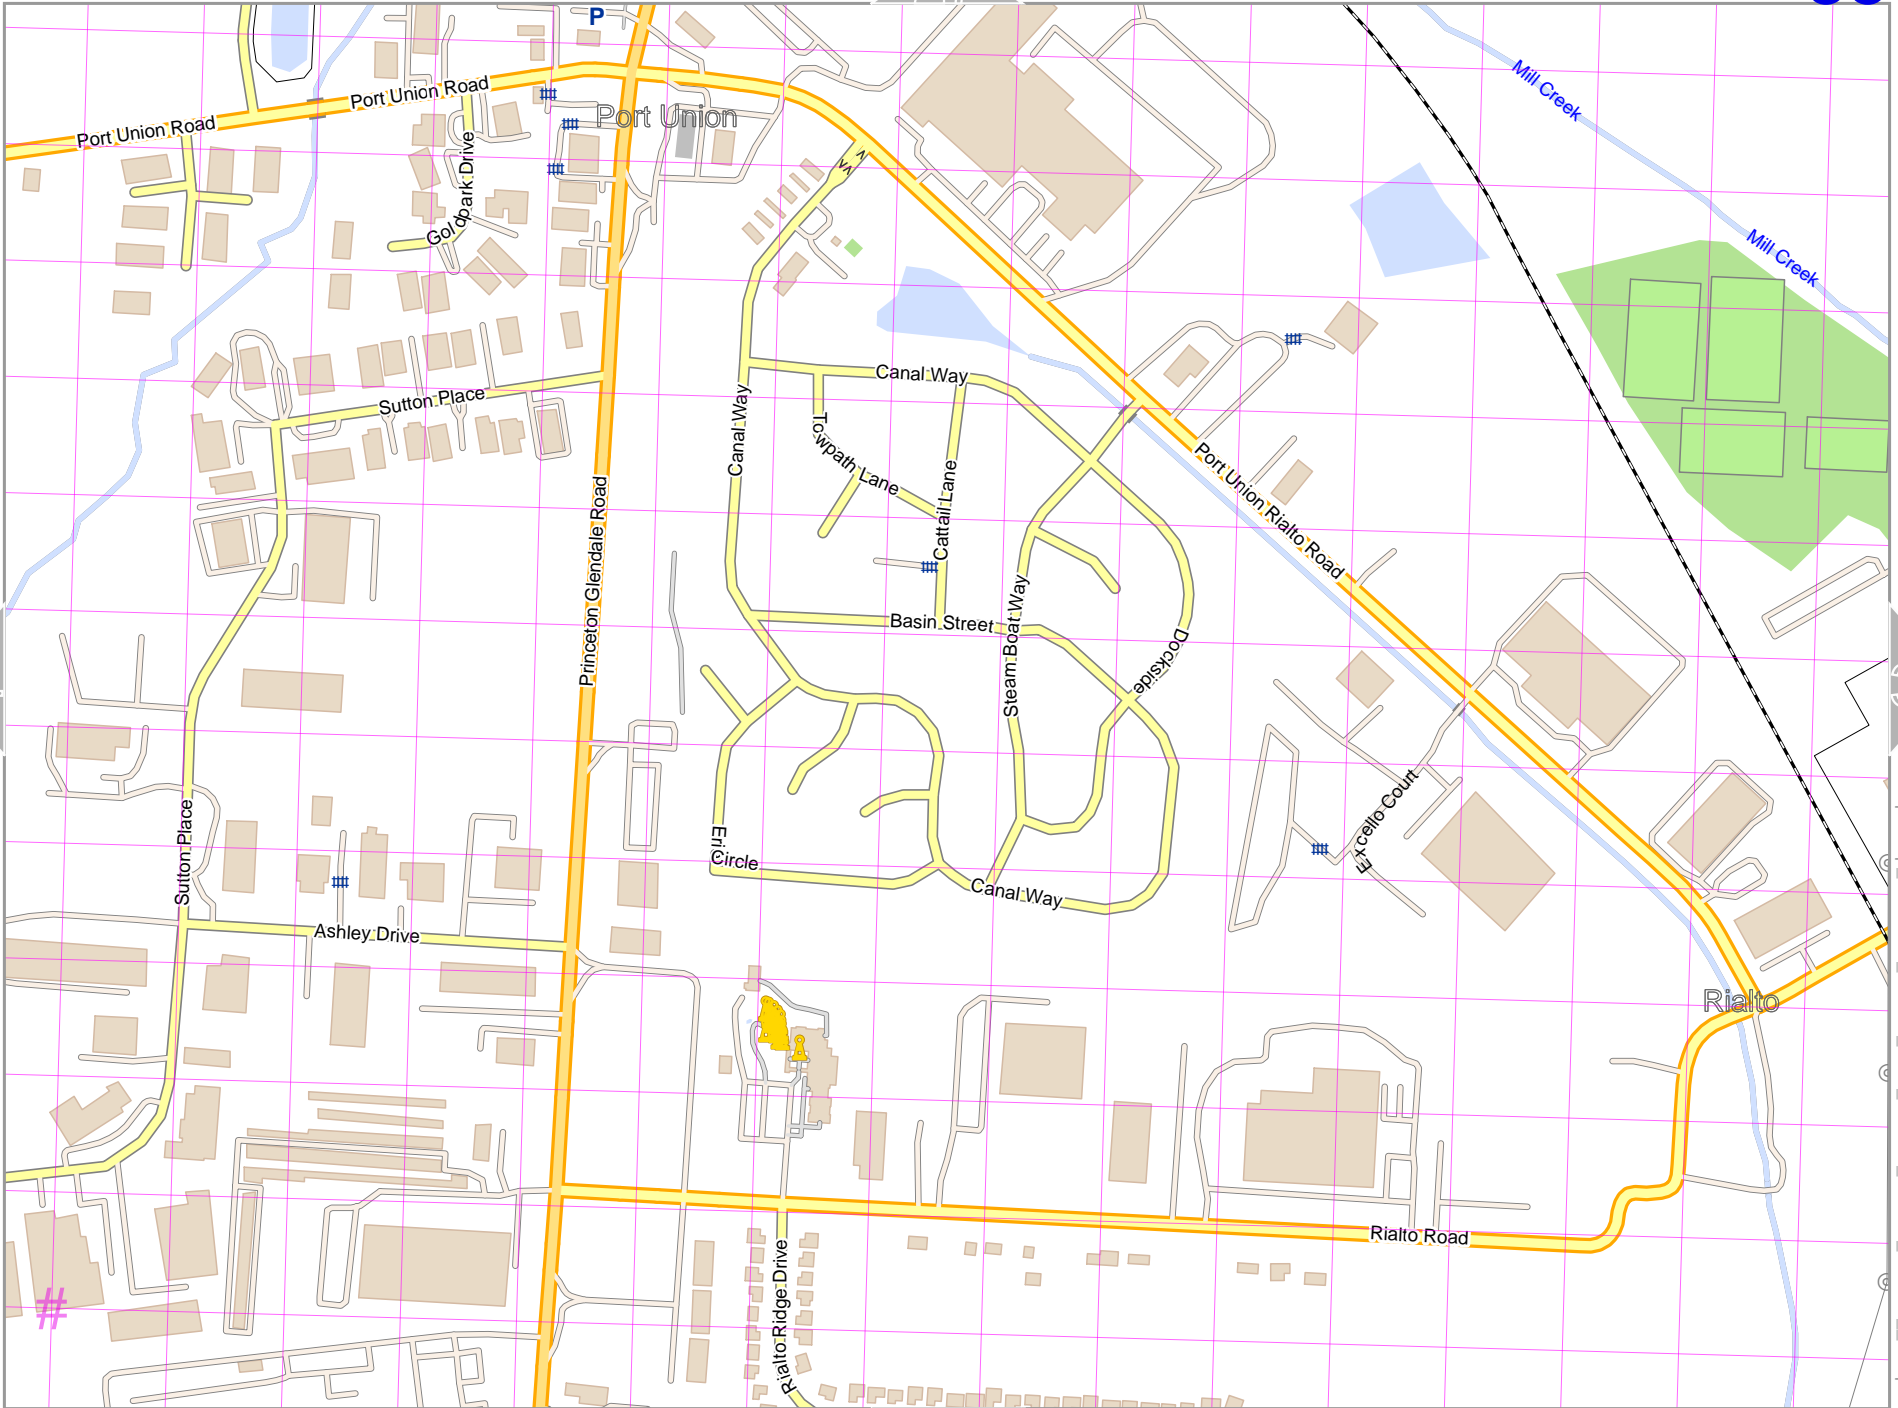 P
Mill Creek
Port Union Road
Port Union
Port Union Road
Goldpark Drive
Mill Creek
Canal Way
Sutton Place
Canal Way
Towpath Lane
Cattail Lane
Port Union Rialto Road
Princeton Glendale Road
Basin Street
Steam Boat Way
Dockside
Sutton Place
Excello Court
Circle
Canal Way
Ashley Drive
Rialto
Rialto Road
Rialto Ridge Drive
#